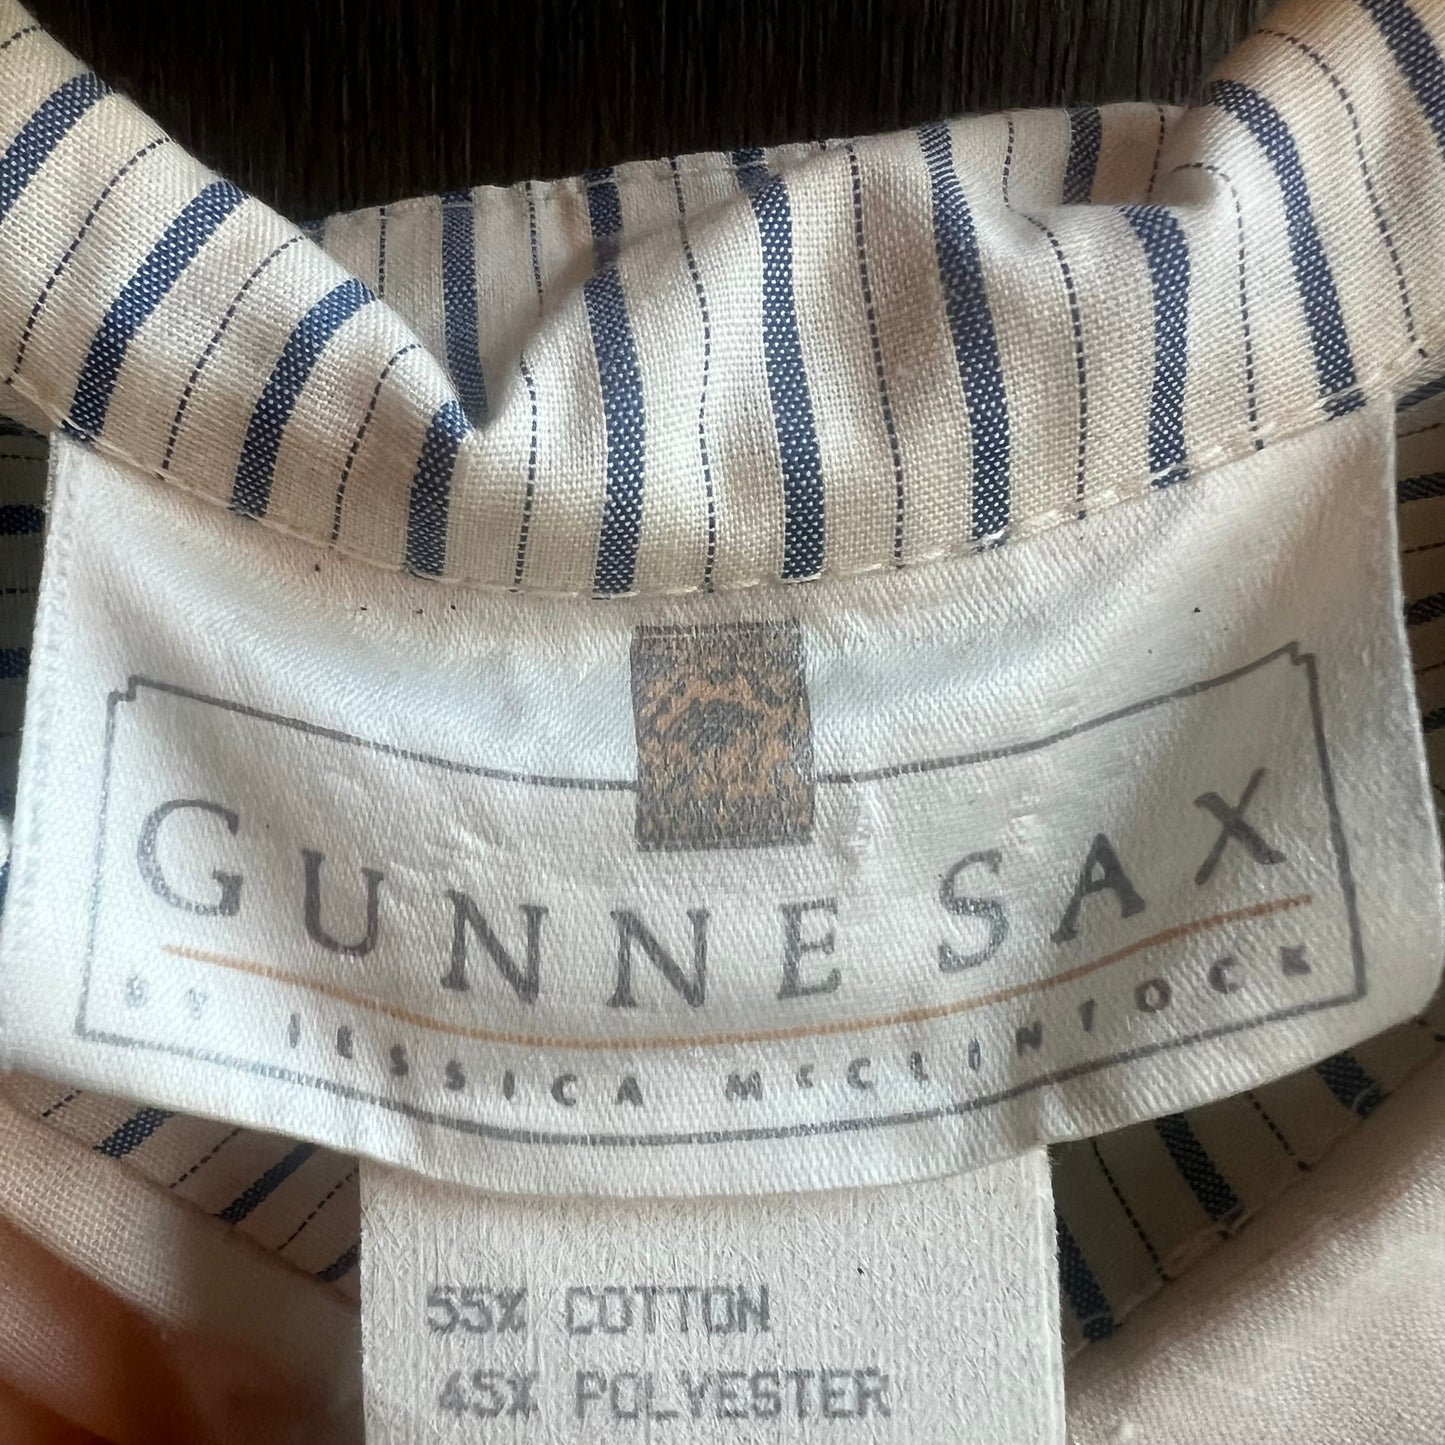 GUNNE SAX
BY JESSICA McCLINTOCK
55% COTTON
45% POLYESTER